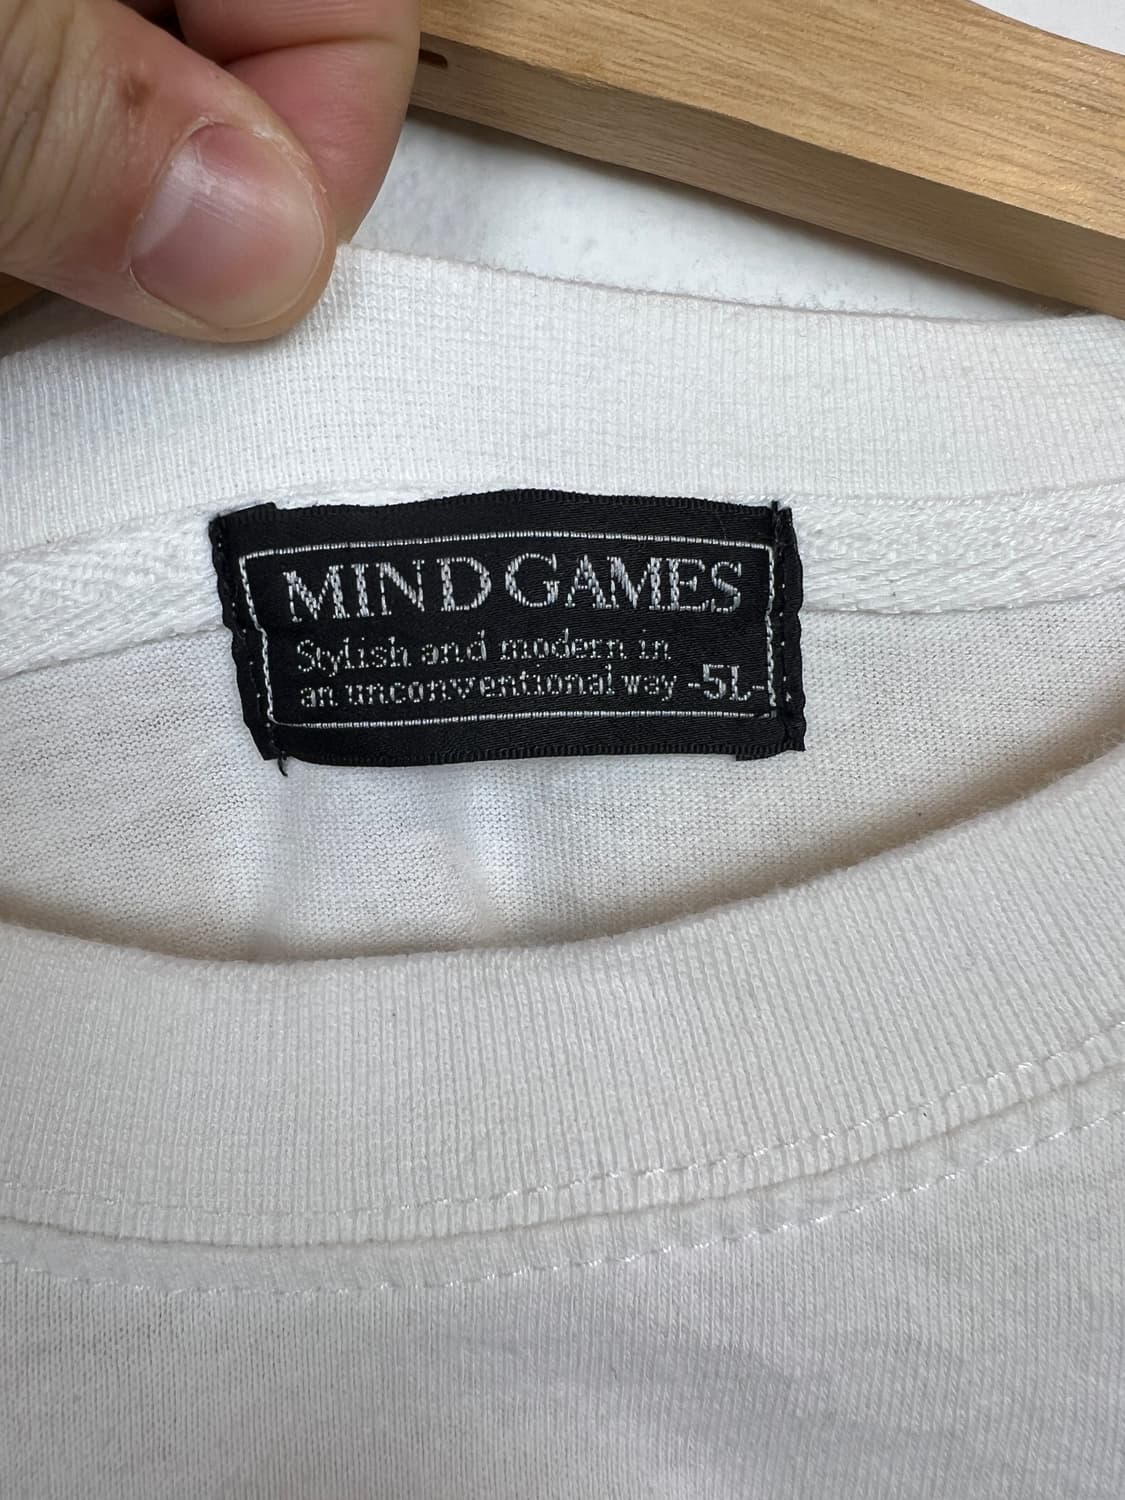 MIND GAMES
Stylish and modern in
an unconventional way -5L-